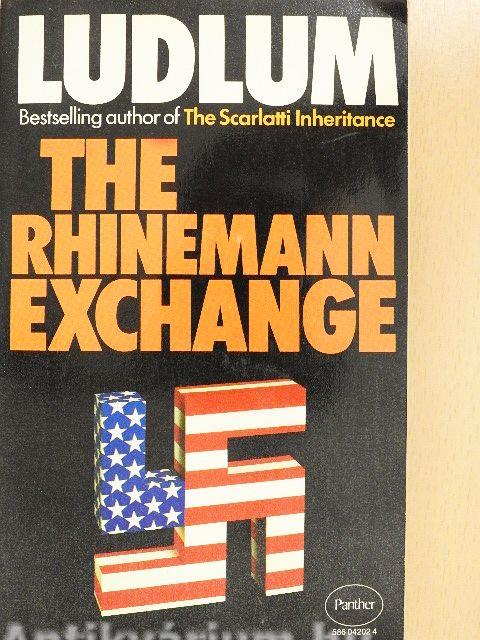 LUDLUM
Bestselling author of The Scarlatti Inheritance
THE
RHINEMANN
EXCHANGE
Panther
586 04202 4